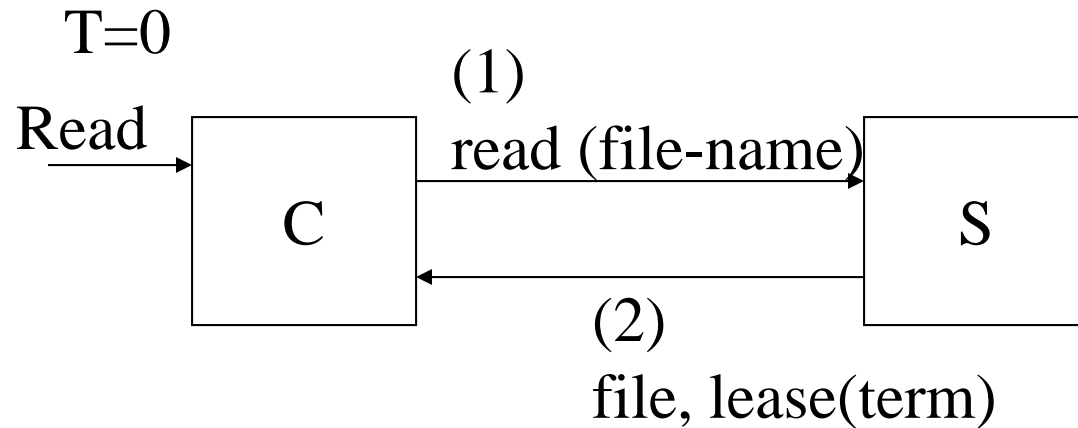 T=0
Read
(1)
read (file-name)
C
S
(2)
file, lease(term)